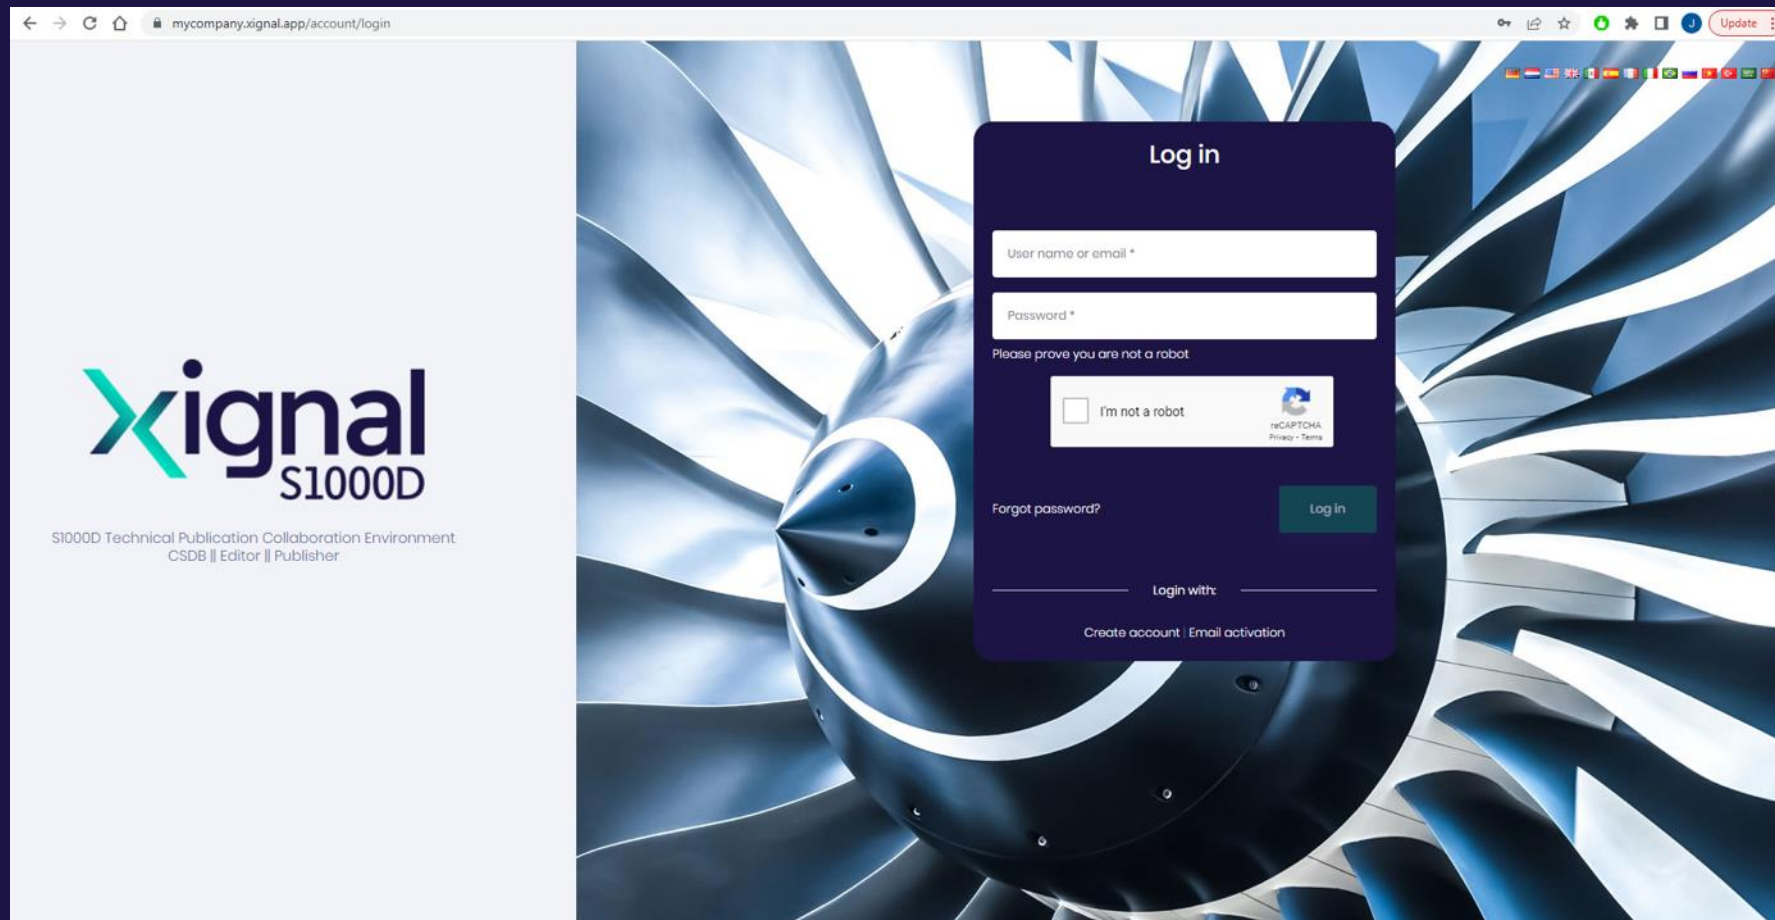 mycompany.xignal.app/account/login
J
Update
Log in
User name or email *
Password *
Please prove you are not a robot
I'm not a robot
reCAPTCHA
Privacy - Terms
Forgot password?
Log in
Login with:
Create account | Email activation
xignal
S1000D
S1000D Technical Publication Collaboration Environment
CSDB || Editor || Publisher